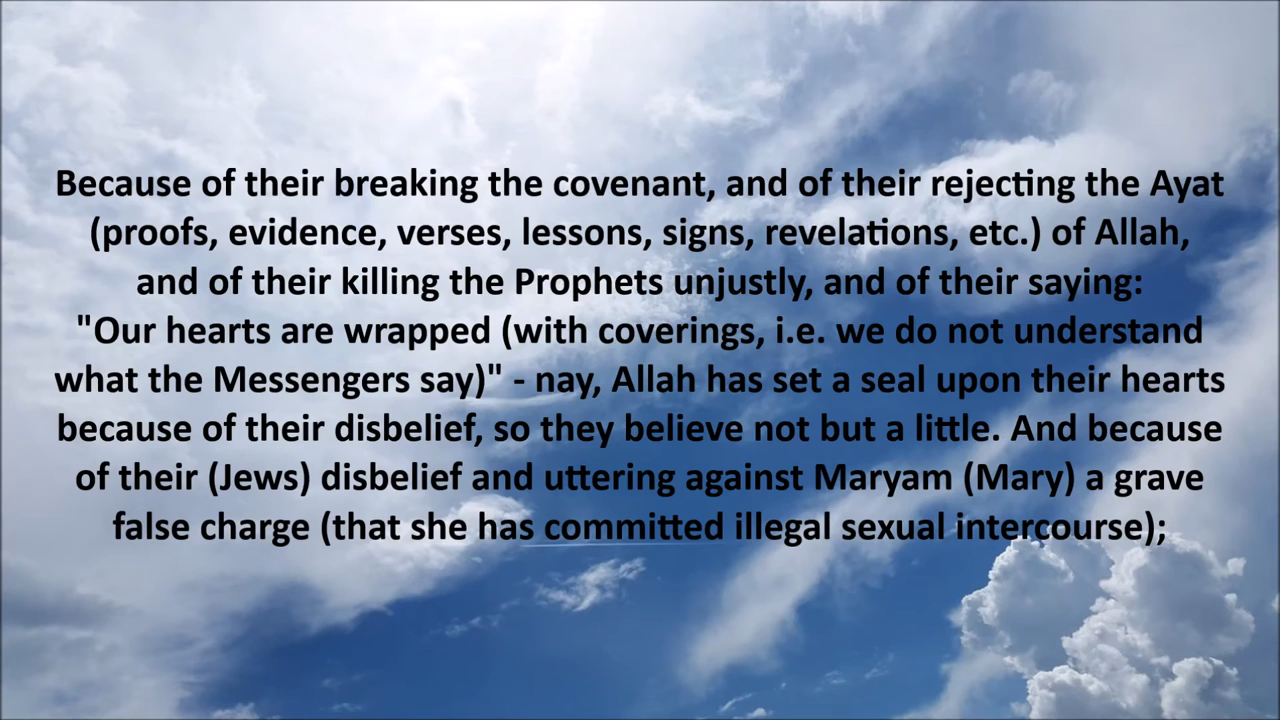 Because of their breaking the covenant, and of their rejecting the Ayat
(proofs, evidence, verses, lessons, signs, revelations, etc.) of Allah,
and of their killing the Prophets unjustly, and of their saying:
"Our hearts are wrapped (with coverings, i.e. we do not understand
what the Messengers say)" - nay, Allah has set a seal upon their hearts
because of their disbelief, so they believe not but a little. And because
of their (Jews) disbelief and uttering against Maryam (Mary) a grave
false charge (that she has committed illegal sexual intercourse);